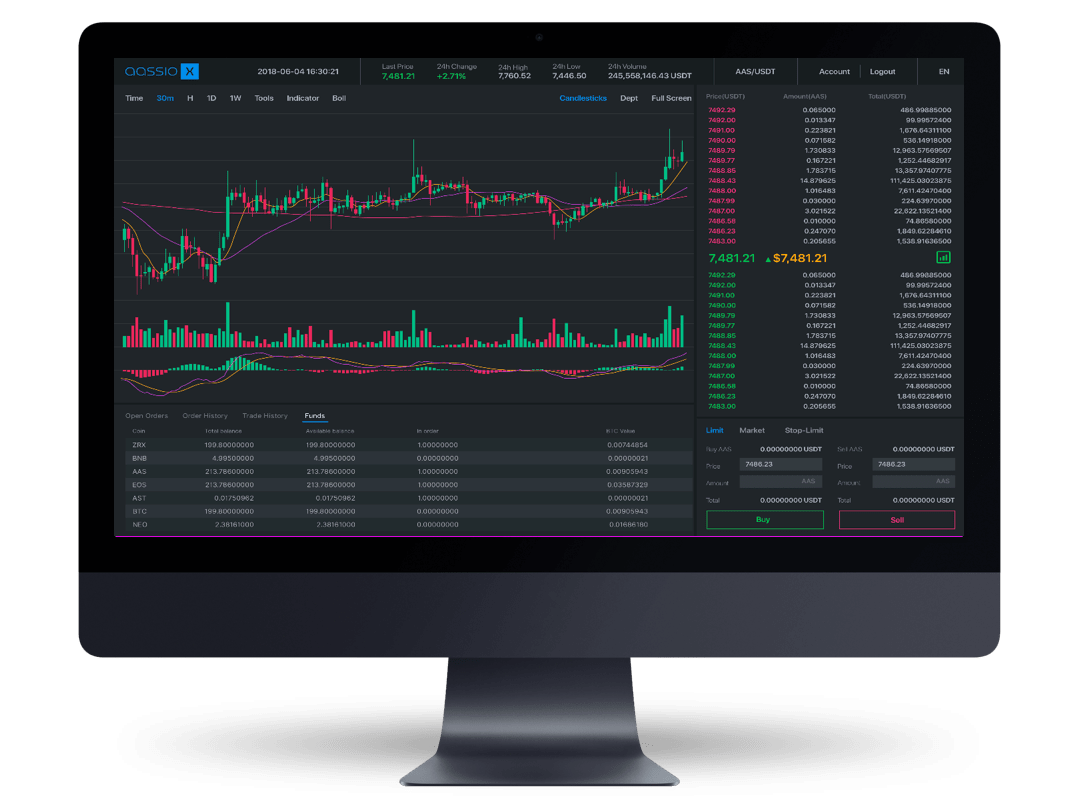 aassio X
2018-06-04 16:30:21
Last Price 24h Change 24h High 24h Low 24h Volume
7,481.21 +2,71% 7,760.52 7,446.50 245,558,146.43 USDT
AAS/USDT
Account Logout
EN
Time 30m H 1D 1W Tools Indicator Boll
Candlesticks Dept Full Screen
Price(USDT) Amount(AAS) Total(USDT)
7492.29 0.065000 486.99885000
7492.00 0.013347 99.99572400
7491.00 0.223821 1,676.64311100
7490.00 0.071582 536.14918000
7489.79 1.730833 12,963.57569507
7489.77 0.167221 1,252.44682917
7488.85 1.783715 13,357.97407775
7488.43 14.879625 111,425.03023875
7488.00 1.016483 7,611.42470400
7487.99 0.030000 224.63970000
7487.00 3.021522 22,622.13521400
7486.58 0.010000 74.86580000
7486.23 0.247070 1,849.62284610
7483.00 0.205655 1,538.91636500
7,481.21 ▲$7,481.21
7492.29 0.065000 486.99885000
7492.00 0.013347 99.99572400
7491.00 0.223821 1,676.64311100
7490.00 0.071582 536.14918000
7489.79 1.730833 12,963.57569507
7489.77 0.167221 1,252.44682917
7488.85 1.783715 13,357.97407775
7488.43 14.879625 111,425.03023875
7488.00 1.016483 7,611.42470400
7487.99 0.030000 224.63970000
7487.00 3.021522 22,622.13521400
7486.58 0.010000 74.86580000
7486.23 0.247070 1,849.62284610
7483.00 0.205655 1,538.91636500
Open Orders Order History Trade History Funds
Coin Total balance Available balance In order BTC Value
ZRX 199.80000000 199.80000000 1.00000000 0.00744854
BNB 4.99500000 4.99500000 0.00000000 0.00000021
AAS 213.78600000 213.78600000 1.00000000 0.00905943
EOS 213.78600000 213.78600000 1.00000000 0.03587329
AST 0.01750962 0.01750962 1.00000000 0.00000021
BTC 199.80000000 199.80000000 0.00000000 0.00905943
NEO 2.38161000 2.38161000 0.00000000 0.01686180
Limit Market Stop-Limit
Buy AAS 0.00000000 USDT Sell AAS 0.00000000 USDT
Price 7486.23 Price 7486.23
Amount AAS Amount AAS
Total 0.00000000 USDT Total 0.00000000 USDT
Buy Sell